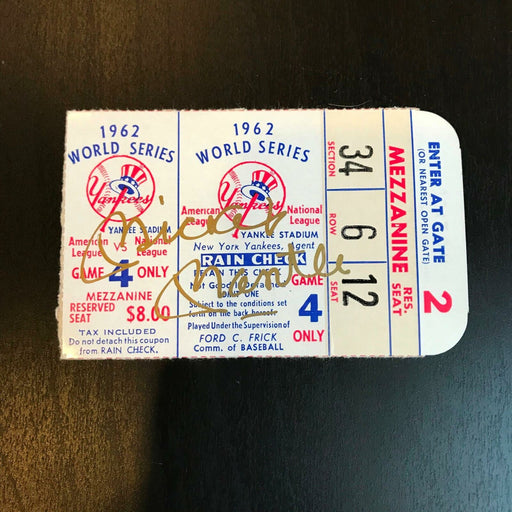 1962
WORLD SERIES
Yankees
YANKEE STADIUM
American League VS National League
GAME 4 ONLY
MEZZANINE
RESERVED SEAT $8.00
TAX INCLUDED
Do not detach this coupon
from RAIN CHECK.
1962
WORLD SERIES
Yankees
American League National League
YANKEE STADIUM
New York Yankees, Agent
RAIN CHECK
Subject to the conditions set
forth on the back hereof
Played Under the Supervision of
FORD C. FRICK
Comm. of BASEBALL
GAME
4
ONLY
Mickey
Mantle
SECTION 34
ROW 6
SEAT 12
MEZZANINE RES. SEAT
ENTER AT GATE 2
(OR NEAREST OPEN GATE)